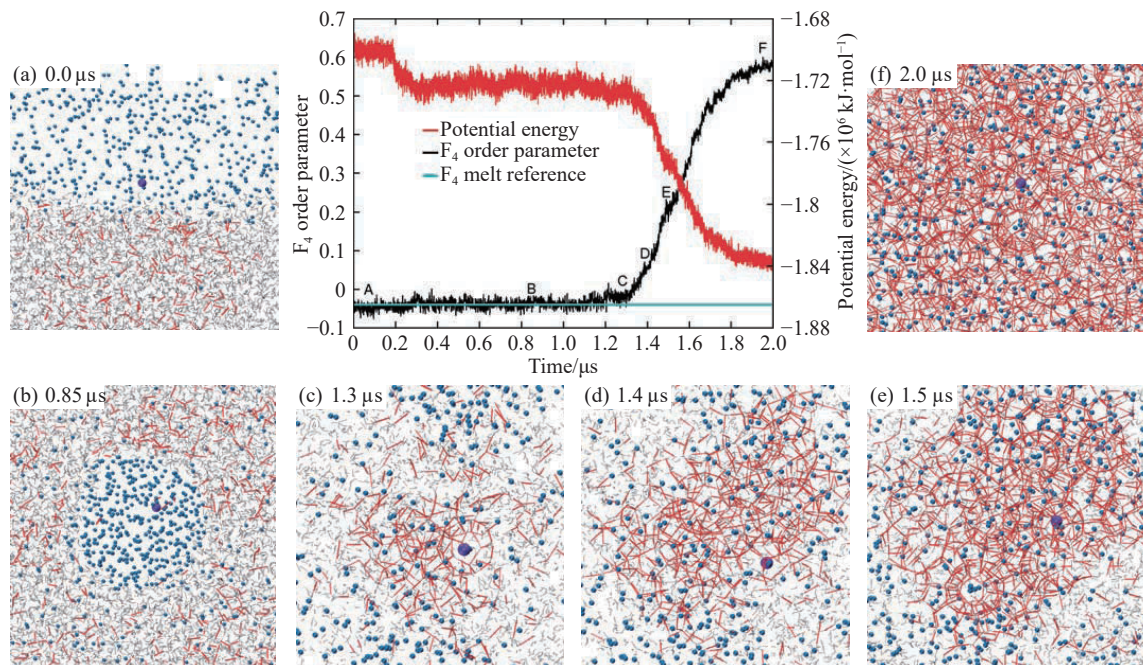 (a) 0.0 μs
0.7
0.6
0.5
0.4
0.3
0.2
0.1
0
−0.1
F₄ order parameter
Potential energy
F₄ order parameter
F₄ melt reference
A
B
C
D
E
F
−1.68
−1.72
−1.76
−1.8
−1.84
−1.88
Potential energy/(×10⁶ kJ·mol⁻¹)
0 0.2 0.4 0.6 0.8 1.0 1.2 1.4 1.6 1.8 2.0
Time/μs
(f) 2.0 μs
(b) 0.85 μs
(c) 1.3 μs
(d) 1.4 μs
(e) 1.5 μs